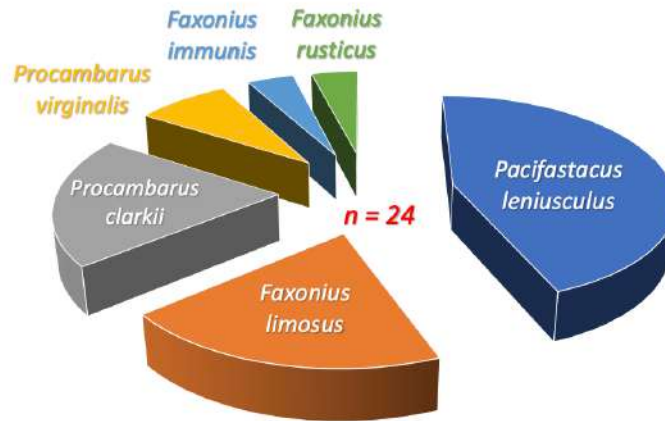 Faxonius
immunis
Faxonius
rusticus
Procambarus
virginalis
Pacifastacus
leniusculus
Procambarus
clarkii
n = 24
Faxonius
limosus